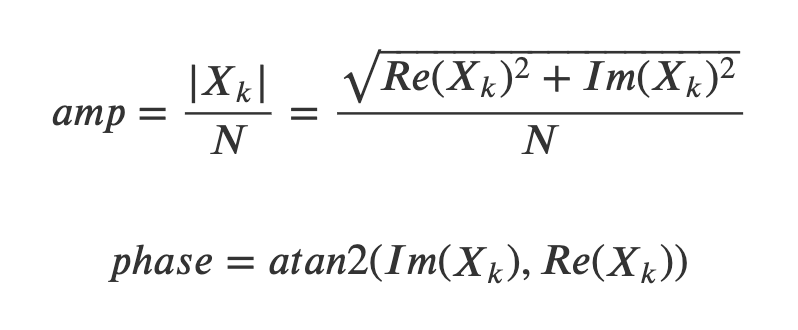 amp = |X_k| / N = √(Re(X_k)² + Im(X_k)²) / N
phase = atan2(Im(X_k), Re(X_k))